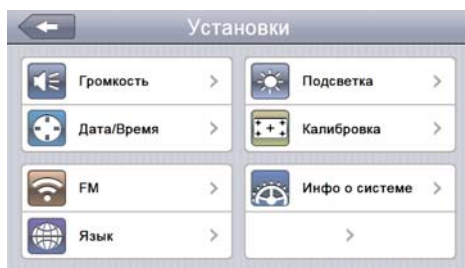 Установки
Громкость
Подсветка
Дата/Время
Калибровка
FM
Инфо о системе
Язык